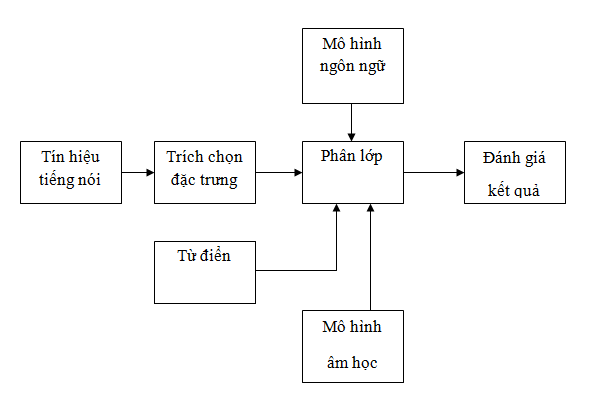 Mô hình
ngôn ngữ
Tín hiệu
tiếng nói
Trích chọn
đặc trưng
Phân lớp
Đánh giá
kết quả
Từ điển
Mô hình
âm học